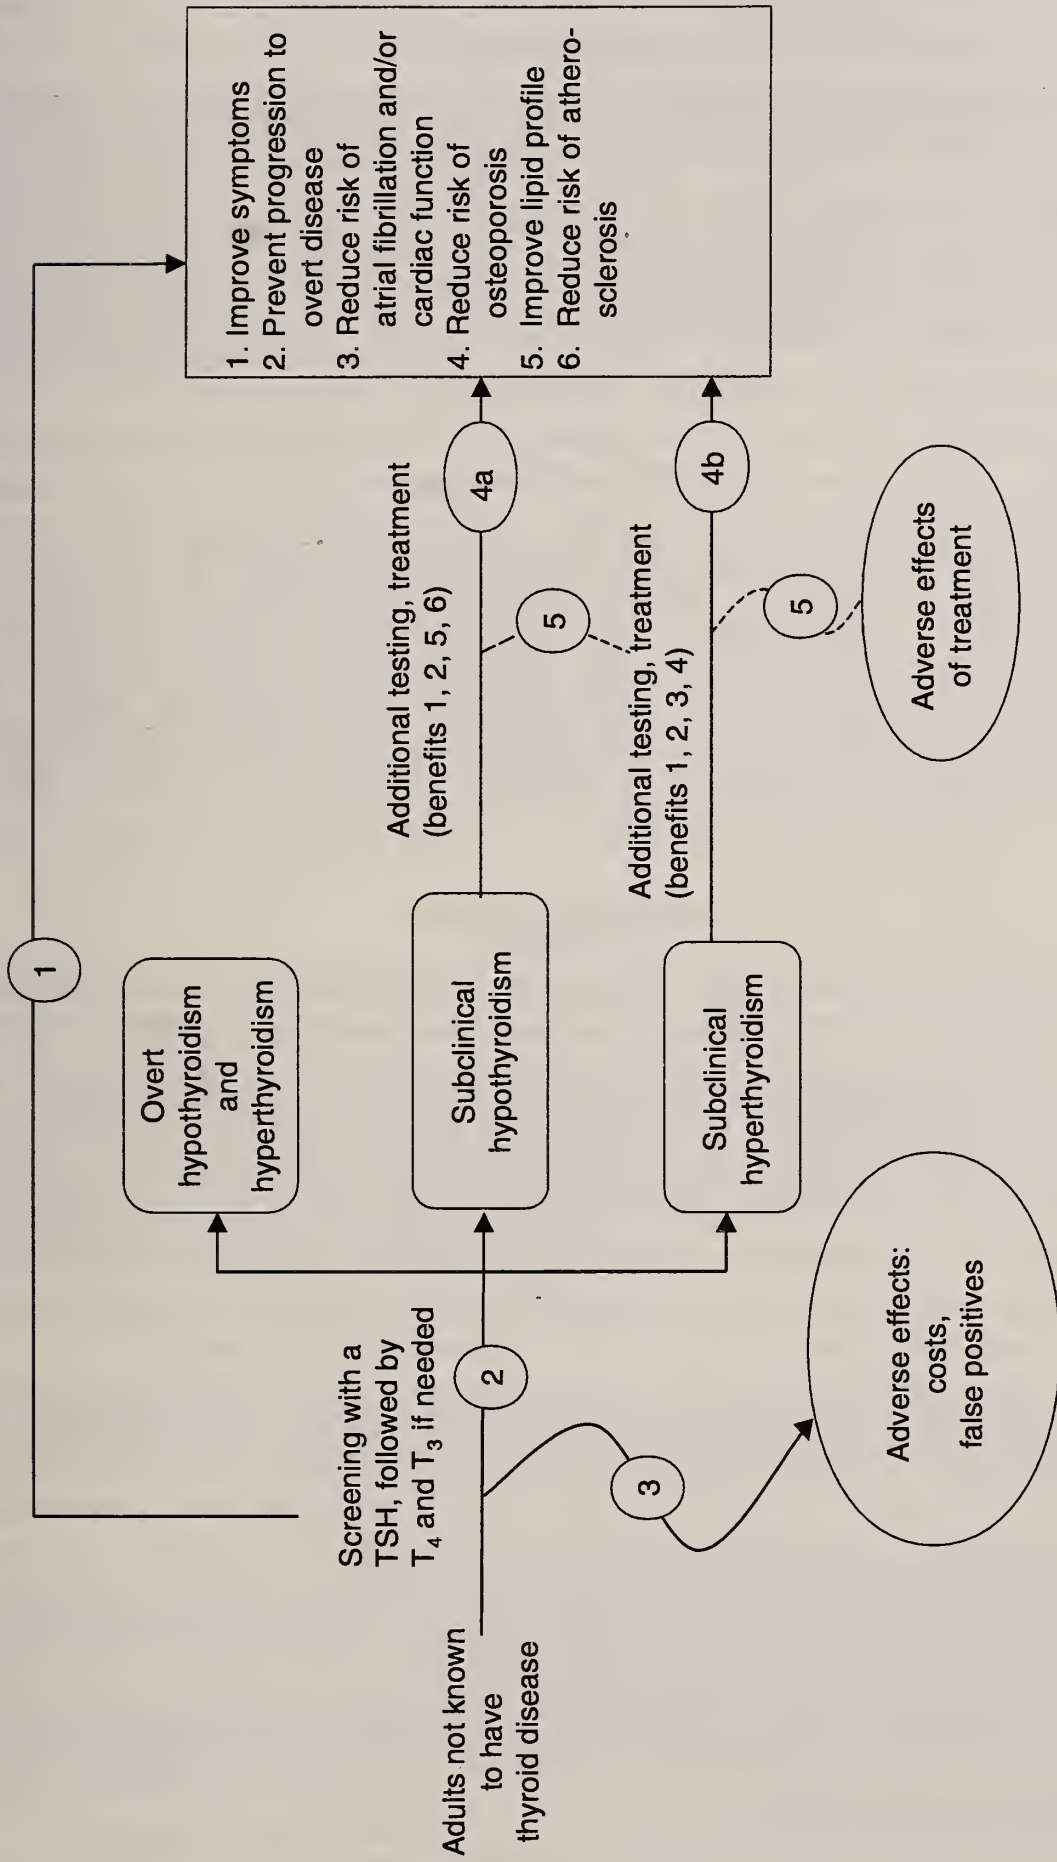 1
Adults not known
to have
thyroid disease
Screening with a
TSH, followed by
T₄ and T₃ if needed
2
3
Adverse effects:
costs,
false positives
Overt
hypothyroidism
and
hyperthyroidism
Subclinical
hypothyroidism
Subclinical
hyperthyroidism
Additional testing, treatment
(benefits 1, 2, 5, 6)
4a
5
Additional testing, treatment
(benefits 1, 2, 3, 4)
4b
5
Adverse effects
of treatment
1. Improve symptoms
2. Prevent progression to
overt disease
3. Reduce risk of
atrial fibrillation and/or
cardiac function
4. Reduce risk of
osteoporosis
5. Improve lipid profile
6. Reduce risk of athero-
sclerosis